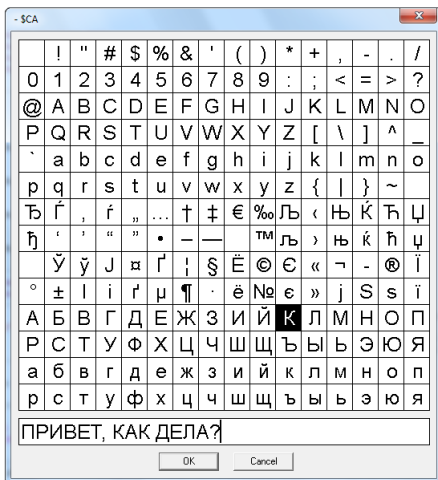 - $CA
! " # $ % & ' ( ) * + , - . /
0 1 2 3 4 5 6 7 8 9 : ; < = > ?
@ A B C D E F G H I J K L M N O
P Q R S T U V W X Y Z [ \ ] ^ _
` a b c d e f g h i j k l m n o
p q r s t u v w x y z { | } ~
Ђ Ѓ ‚ ѓ „ … † ‡ € ‰ Љ ‹ Њ Ќ Ћ Џ
ђ ‘ ’ “ ” • – — ™ љ › њ ќ ћ џ
Ў ў Ј ¤ Ґ ¦ § Ё © Є « ¬ - ® Ї
° ± І і ґ µ ¶ · ё № є » ј Ѕ ѕ ї
А Б В Г Д Е Ж З И Й К Л М Н О П
Р С Т У Ф Х Ц Ч Ш Щ Ъ Ы Ь Э Ю Я
а б в г д е ж з и й к л м н о п
р с т у ф х ц ч ш щ ъ ы ь э ю я
ПРИВЕТ, КАК ДЕЛА?
OK Cancel